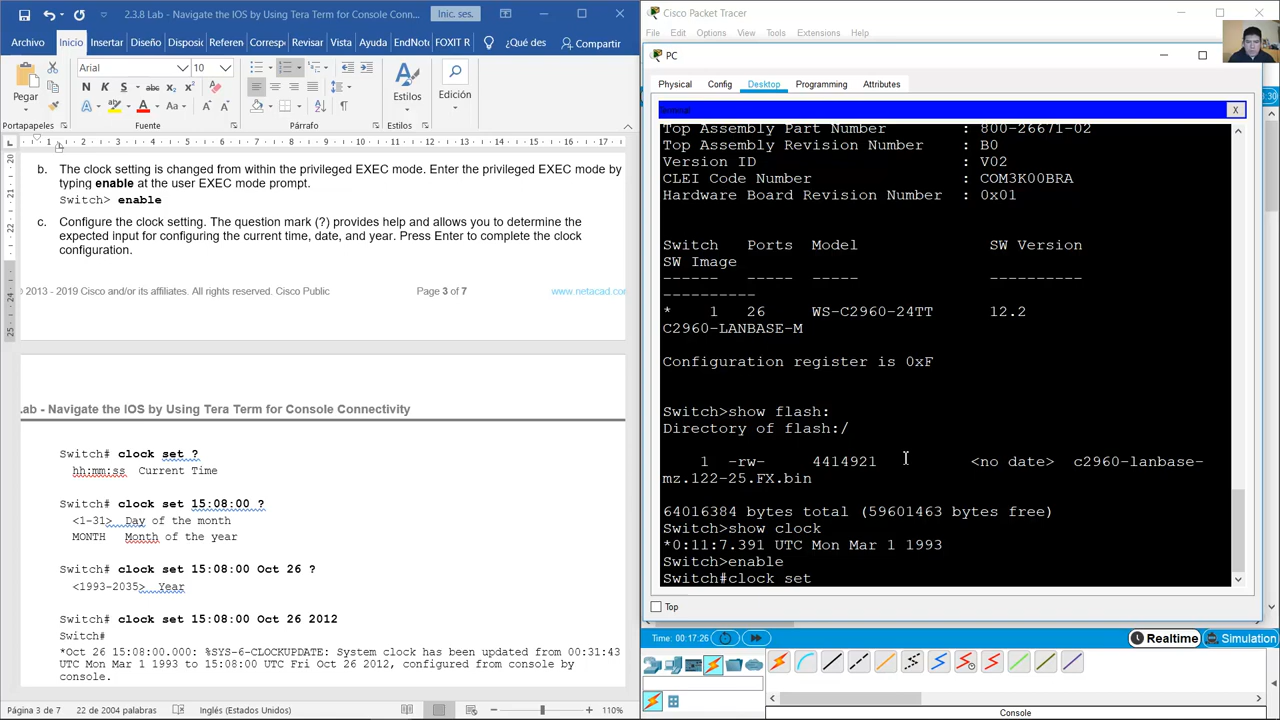 2.3.8 Lab - Navigate the IOS by Using Tera Term for Console Connectivity...
Inic. ses.
Archi
Inicio
Inserta
Disposic
Referer
Corresp
Revisar
Vista
Ayuda
EndNot
FOXIT R
¿Qué des
Compartir
Pegar
Arial
10
N
Estilos
Edición
Portapapeles
Fuente
Párrafo
Estilos
b. The clock setting is changed from within the privileged EXEC mode. Enter the privileged EXEC mode by
typing enable at the user EXEC mode prompt.
Switch> enable
c. Configure the clock setting. The question mark (?) provides help and allows you to determine the
expected input for configuring the current time, date, and year. Press Enter to complete the clock
configuration.
2013 - 2019 Cisco and/or its affiliates. All rights reserved. Cisco Public
Page 3 of 7
www.netacad.com
Lab - Navigate the IOS by Using Tera Term for Console Connectivity
Switch# clock set ?
hh:mm:ss Current Time
Switch# clock set 15:08:00 ?
<1-31> Day of the month
MONTH Month of the year
Switch# clock set 15:08:00 Oct 26 ?
<1993-2035> Year
Switch# clock set 15:08:00 Oct 26 2012
Switch#
*Oct 26 15:08:00.000: %SYS-6-CLOCKUPDATE: System clock has been updated from 00:31:43
UTC Mon Mar 1 1993 to 15:08:00 UTC Fri Oct 26 2012, configured from console by
console.
Página 3 de 7
22 de 2004 palabras
Inglés (Estados Unidos)
110%
Cisco Packet Tracer
File Edit Options View Tools Extensions Help
PC
Physical Config Desktop Programming Attributes
Terminal
X
Top Assembly Part Number : 800-26671-02
Top Assembly Revision Number : B0
Version ID : V02
CLEI Code Number : COM3K00BRA
Hardware Board Revision Number : 0x01
Switch Ports Model SW Version
SW Image
------ ----- ----- ----------
----------
* 1 26 WS-C2960-24TT 12.2
C2960-LANBASE-M
Configuration register is 0xF
Switch>show flash:
Directory of flash:/
1 -rw- 4414921 <no date> c2960-lanbase-
mz.122-25.FX.bin
64016384 bytes total (59601463 bytes free)
Switch>show clock
*0:11:7.391 UTC Mon Mar 1 1993
Switch>enable
Switch#clock set
Top
Time: 00:17:26
Realtime
Simulation
Console